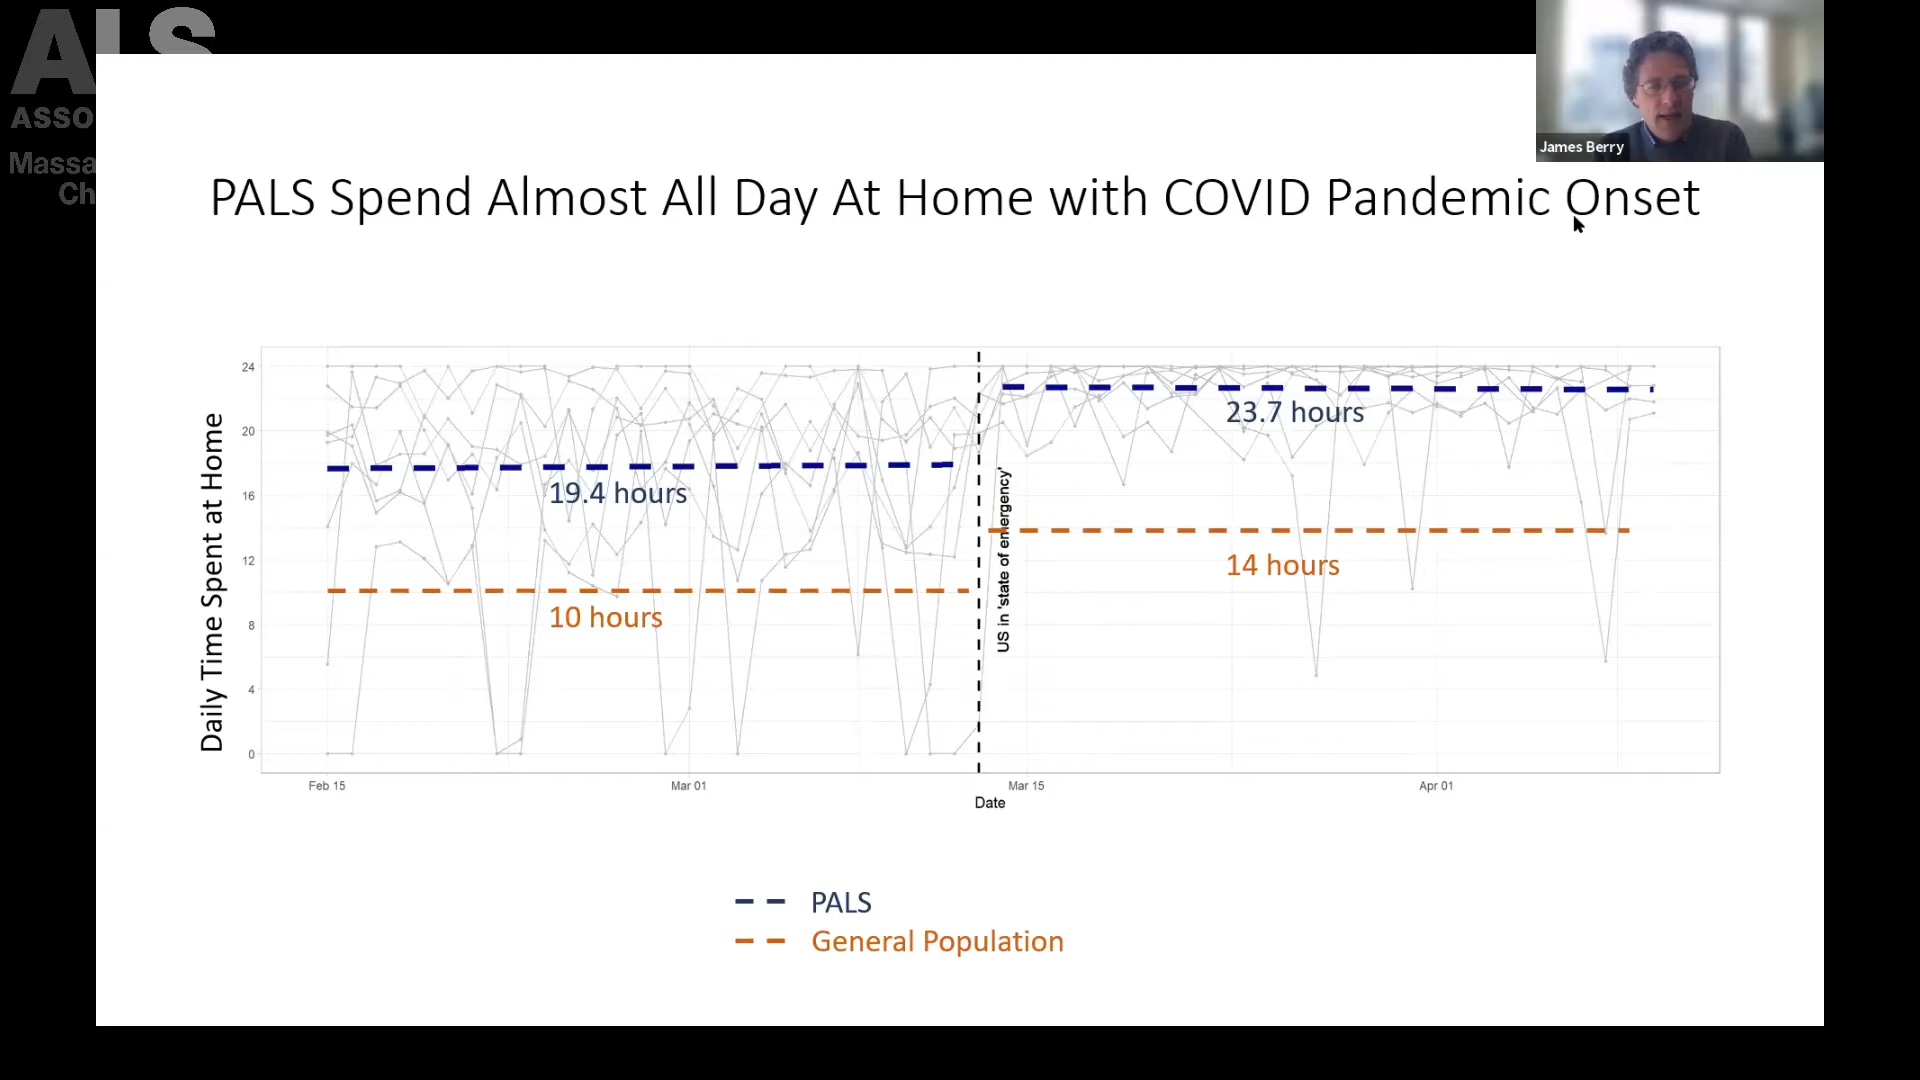 ALS
ASSO
Massa
Ch
James Berry
PALS Spend Almost All Day At Home with COVID Pandemic Onset
Daily Time Spent at Home
24
20
16
12
8
4
0
19.4 hours
10 hours
US in 'state of emergency'
23.7 hours
14 hours
Feb 15
Mar 01
Mar 15
Apr 01
Date
PALS
General Population